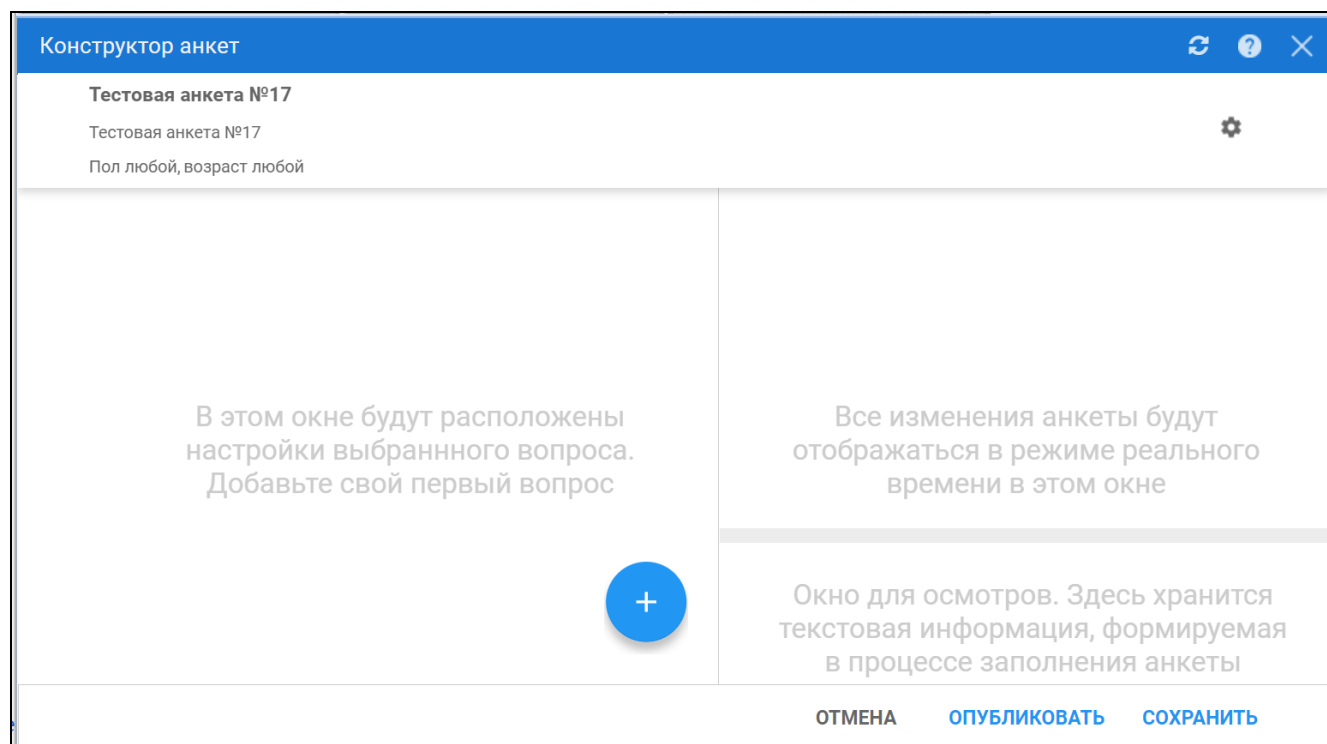 Конструктор анкет
Тестовая анкета №17
Тестовая анкета №17
Пол любой, возраст любой
В этом окне будут расположены
настройки выбраннного вопроса.
Добавьте свой первый вопрос
Все изменения анкеты будут
отображаться в режиме реального
времени в этом окне
Окно для осмотров. Здесь хранится
текстовая информация, формируемая
в процессе заполнения анкеты
ОТМЕНА ОПУБЛИКОВАТЬ СОХРАНИТЬ